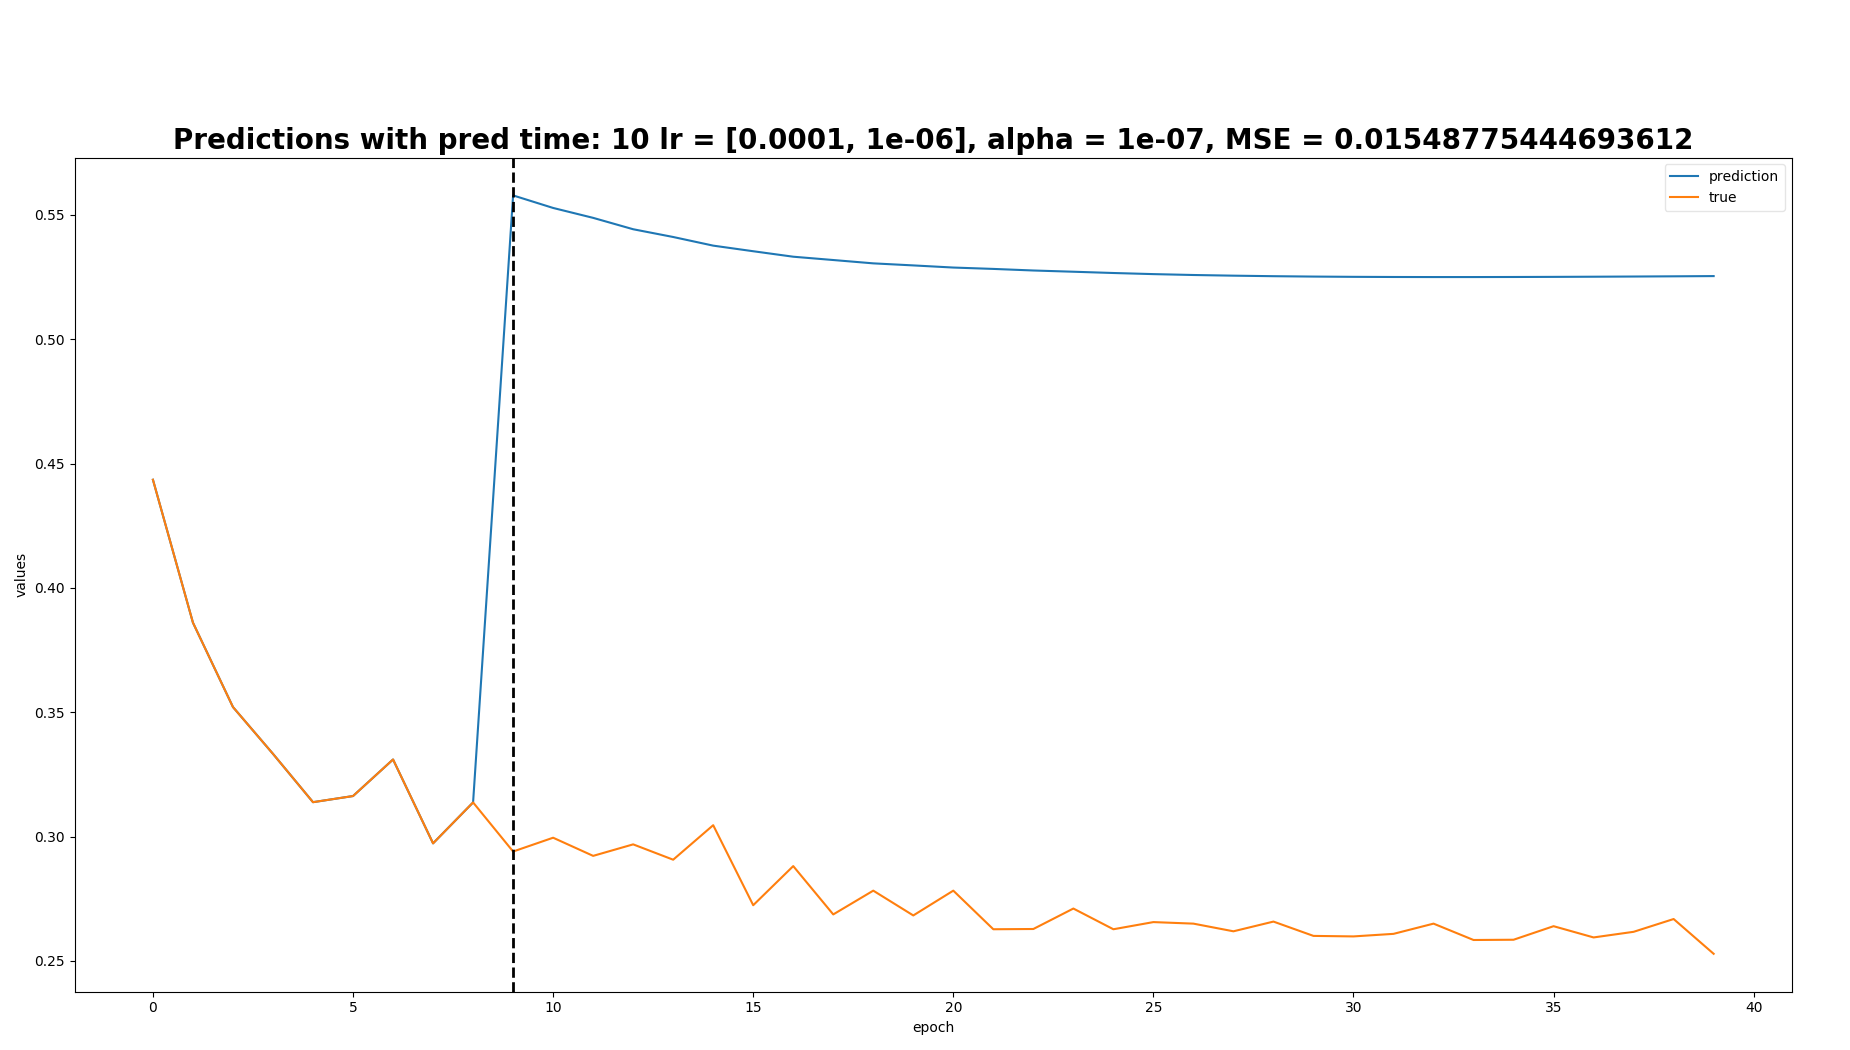 Predictions with pred time: 10 lr = [0.0001, 1e-06], alpha = 1e-07, MSE = 0.01548775444693612
prediction
true
0.55
0.50
0.45
0.40
0.35
0.30
0.25
values
0 5 10 15 20 25 30 35 40
epoch